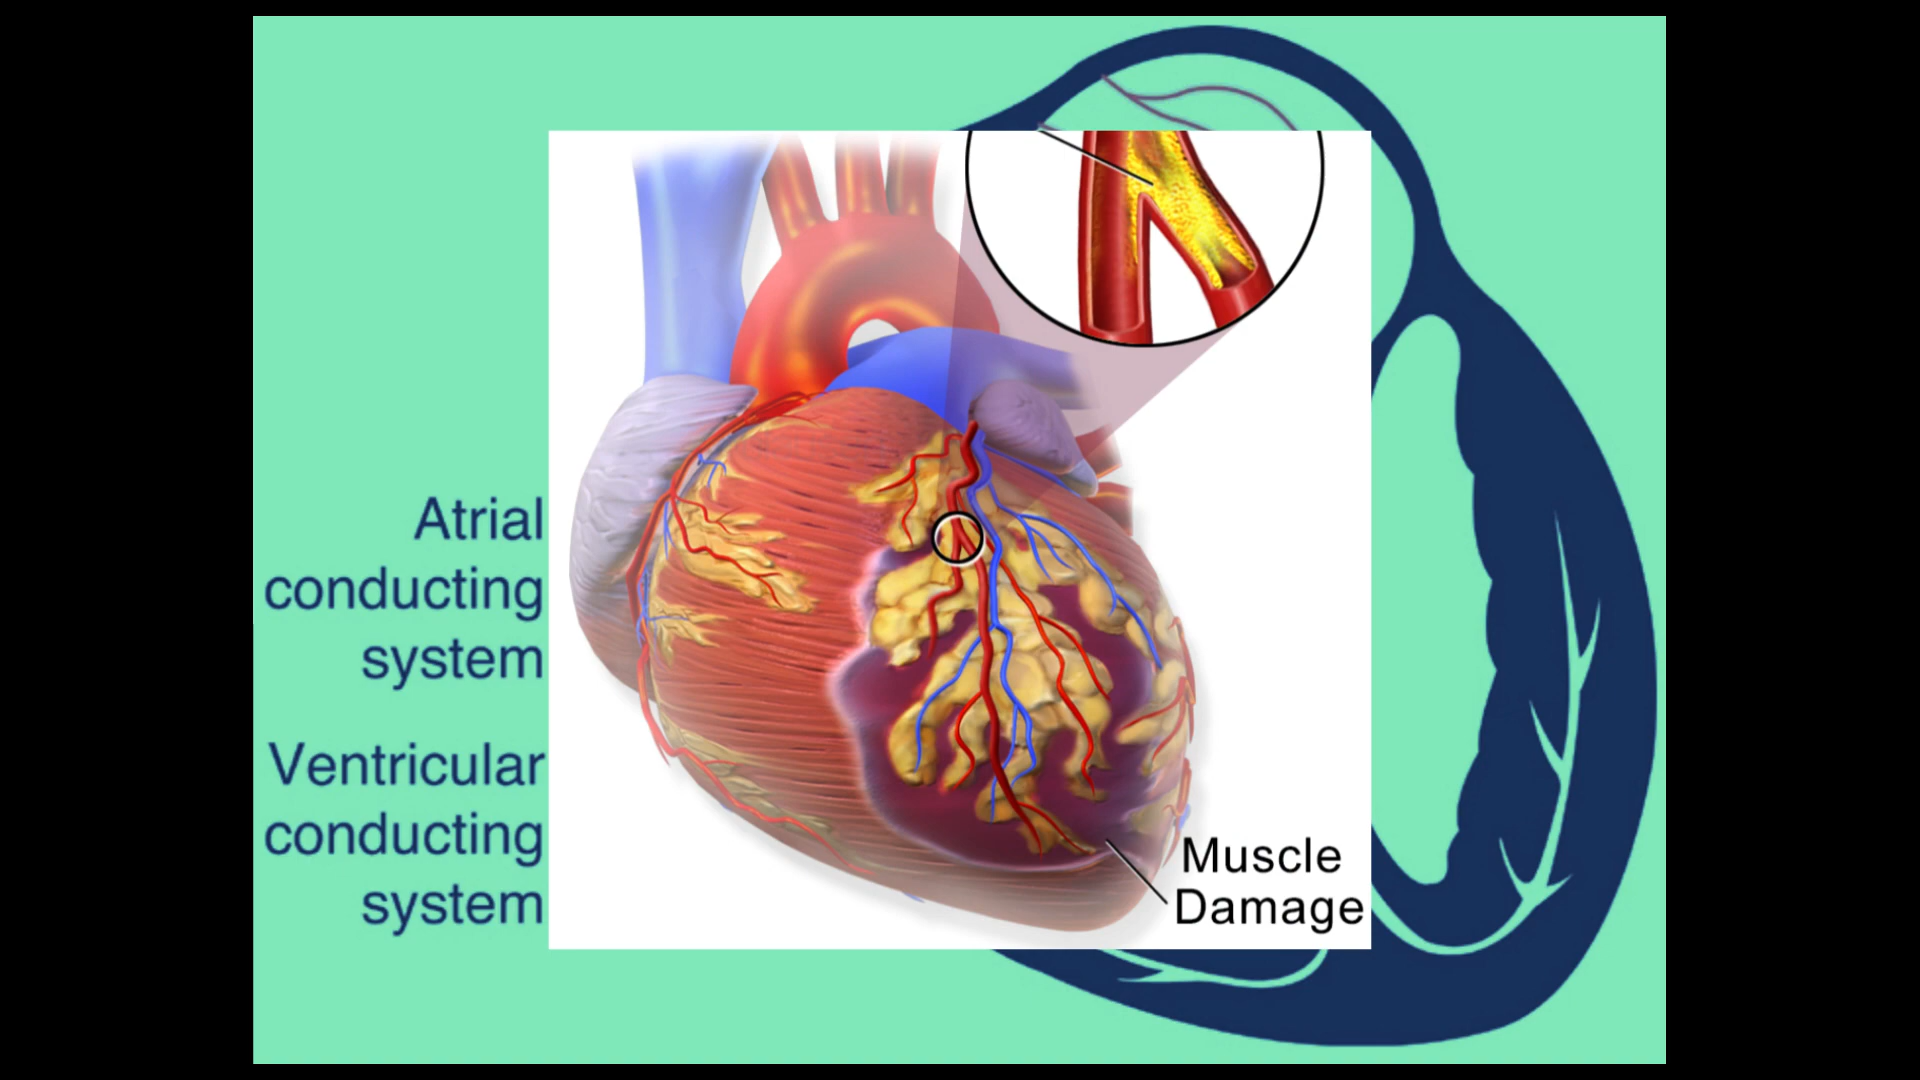 Atrial
conducting
system
Ventricular
conducting
system
Muscle
Damage